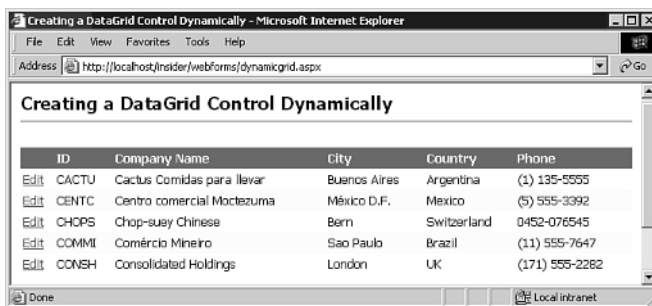 Creating a DataGrid Control Dynamically - Microsoft Internet Explorer
File Edit View Favorites Tools Help
Address http://localhost/insider/webforms/dynamicgrid.aspx Go
Creating a DataGrid Control Dynamically
ID Company Name City Country Phone
Edit CACTU Cactus Comidas para llevar Buenos Aires Argentina (1) 135-5555
Edit CENTC Centro comercial Moctezuma México D.F. Mexico (5) 555-3392
Edit CHOPS Chop-suey Chinese Bern Switzerland 0452-076545
Edit COMMI Comércio Mineiro Sao Paulo Brazil (11) 555-7647
Edit CONSH Consolidated Holdings London UK (171) 555-2282
Done Local intranet